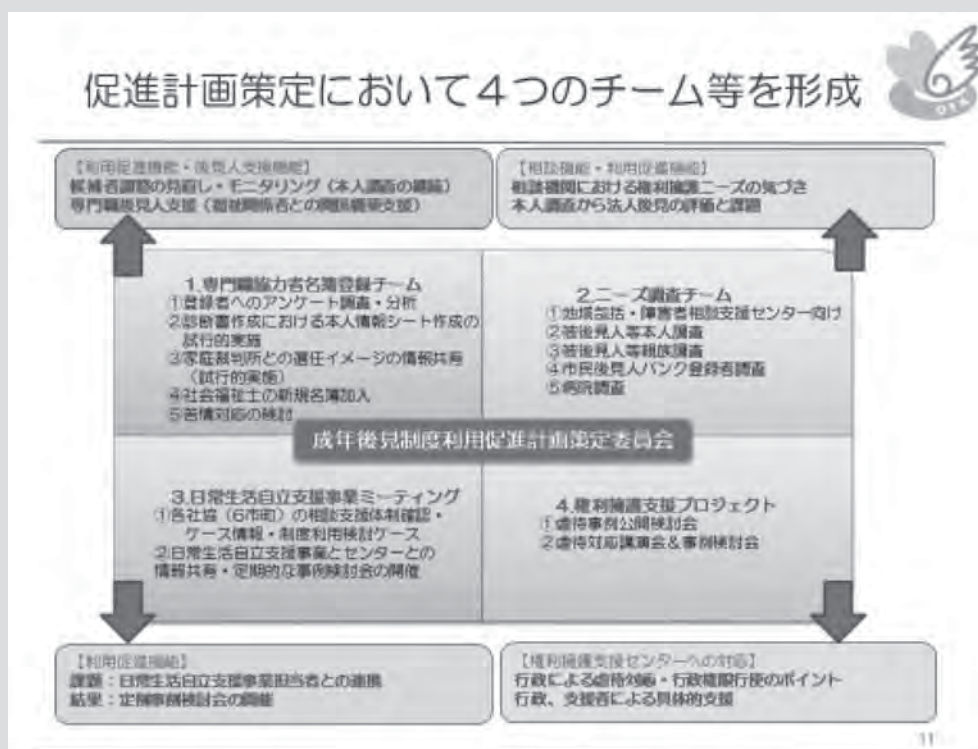 促進計画策定において４つのチーム等を形成
【利用促進機能・後見人支援機能】
候補者調整の見直し・モニタリング（本人調査の継続）
専門職後見人支援（福祉関係者との関係構築支援）
【相談機能・利用促進機能】
相談機関における権利擁護ニーズの気づき
本人調査から法人後見の評価と課題
1.専門職協力者名簿登録チーム
①登録者へのアンケート調査・分析
②診断書作成における本人情報シート作成の
試行的実施
③家庭裁判所との選任イメージの情報共有
（試行的実施）
④社会福祉士の新規名簿加入
⑤苦情対応の検討
2.ニーズ調査チーム
①地域包括・障害者相談支援センター向け
②被後見人等本人調査
③被後見人等親族調査
④市民後見人バンク登録者調査
⑤病院調査
成年後見制度利用促進計画策定委員会
3.日常生活自立支援事業ミーティング
①各社協（6市町）の相談支援体制確認・
ケース情報・制度利用検討ケース
②日常生活自立支援事業とセンターとの
情報共有・定期的な事例検討会の開催
4.権利擁護支援プロジェクト
①虐待事例公開検討会
②虐待対応講演会＆事例検討会
【利用促進機能】
課題：日常生活自立支援事業担当者との連携
結果：定例事例検討会の開催
【権利擁護支援センターへの対応】
行政による虐待対応・行政権限行使のポイント
行政、支援者による具体的支援
11